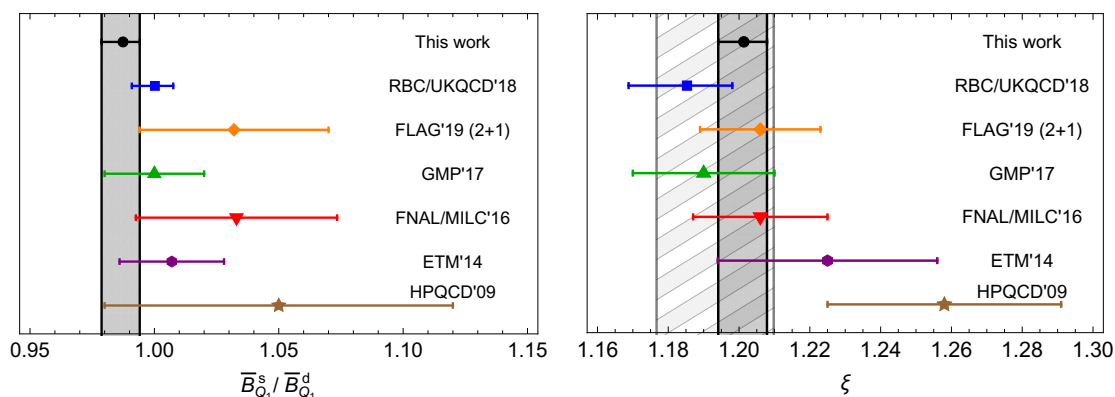 This work
RBC/UKQCD'18
FLAG'19 (2+1)
GMP'17
FNAL/MILC'16
ETM'14
HPQCD'09
0.95 1.00 1.05 1.10 1.15
B̅ˢ_Q₁ / B̅ᵈ_Q₁
This work
RBC/UKQCD'18
FLAG'19 (2+1)
GMP'17
FNAL/MILC'16
ETM'14
HPQCD'09
1.16 1.18 1.20 1.22 1.24 1.26 1.28 1.30
ξ